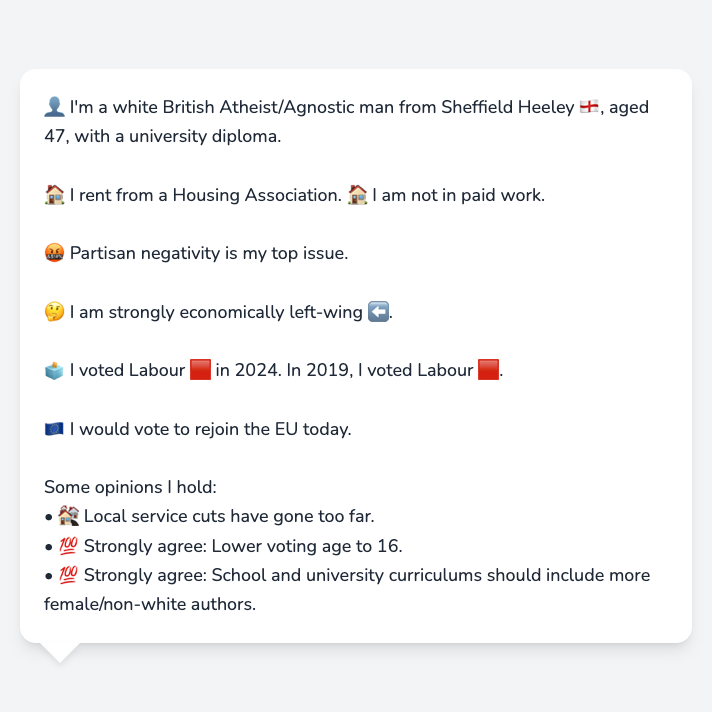 👤 I'm a white British Atheist/Agnostic man from Sheffield Heeley 🏴󠁧󠁢󠁥󠁮󠁧󠁿, aged
47, with a university diploma.
🏠 I rent from a Housing Association. 🏠 I am not in paid work.
🤬 Partisan negativity is my top issue.
🤔 I am strongly economically left-wing ⬅️.
🗳️ I voted Labour 🟥 in 2024. In 2019, I voted Labour 🟥.
🇪🇺 I would vote to rejoin the EU today.
Some opinions I hold:
• 🏘️ Local service cuts have gone too far.
• 💯 Strongly agree: Lower voting age to 16.
• 💯 Strongly agree: School and university curriculums should include more
female/non-white authors.